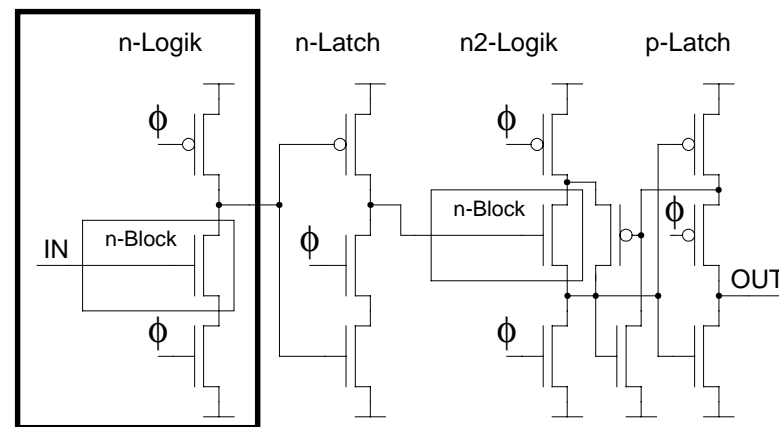 n-Logik n-Latch n2-Logik p-Latch
ϕ ϕ
n-Block n-Block ϕ
IN ϕ
OUT
ϕ ϕ